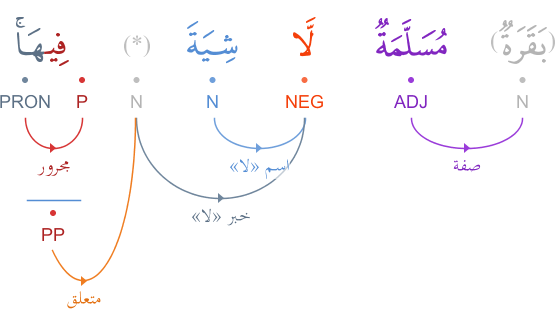 (بَقَرَةٌ) مُسَلَّمَةٌ لَّا شِيَةَ (*) فِيهَاۚ
N ADJ NEG N N P PRON
صفة اسم «لا» مجرور
خبر «لا»
PP
متعلق